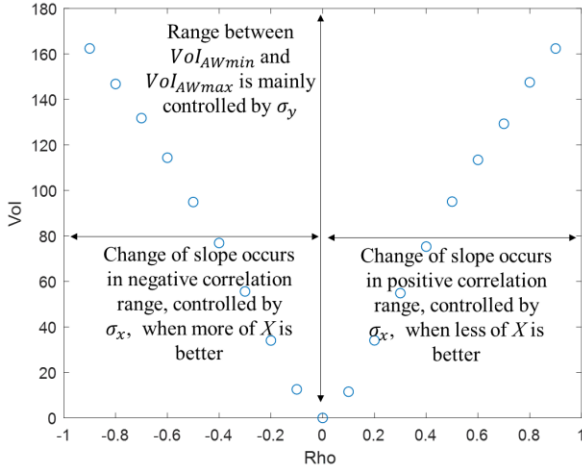 180
160
140
120
100
80
60
40
20
0
VoI
Range between
VoI_AWmin and
VoI_AWmax is mainly
controlled by σ_y
Change of slope occurs
in negative correlation
range, controlled by
σ_x, when more of X is
better
Change of slope occurs
in positive correlation
range, controlled by
σ_x, when less of X is
better
-1 -0.8 -0.6 -0.4 -0.2 0 0.2 0.4 0.6 0.8 1
Rho